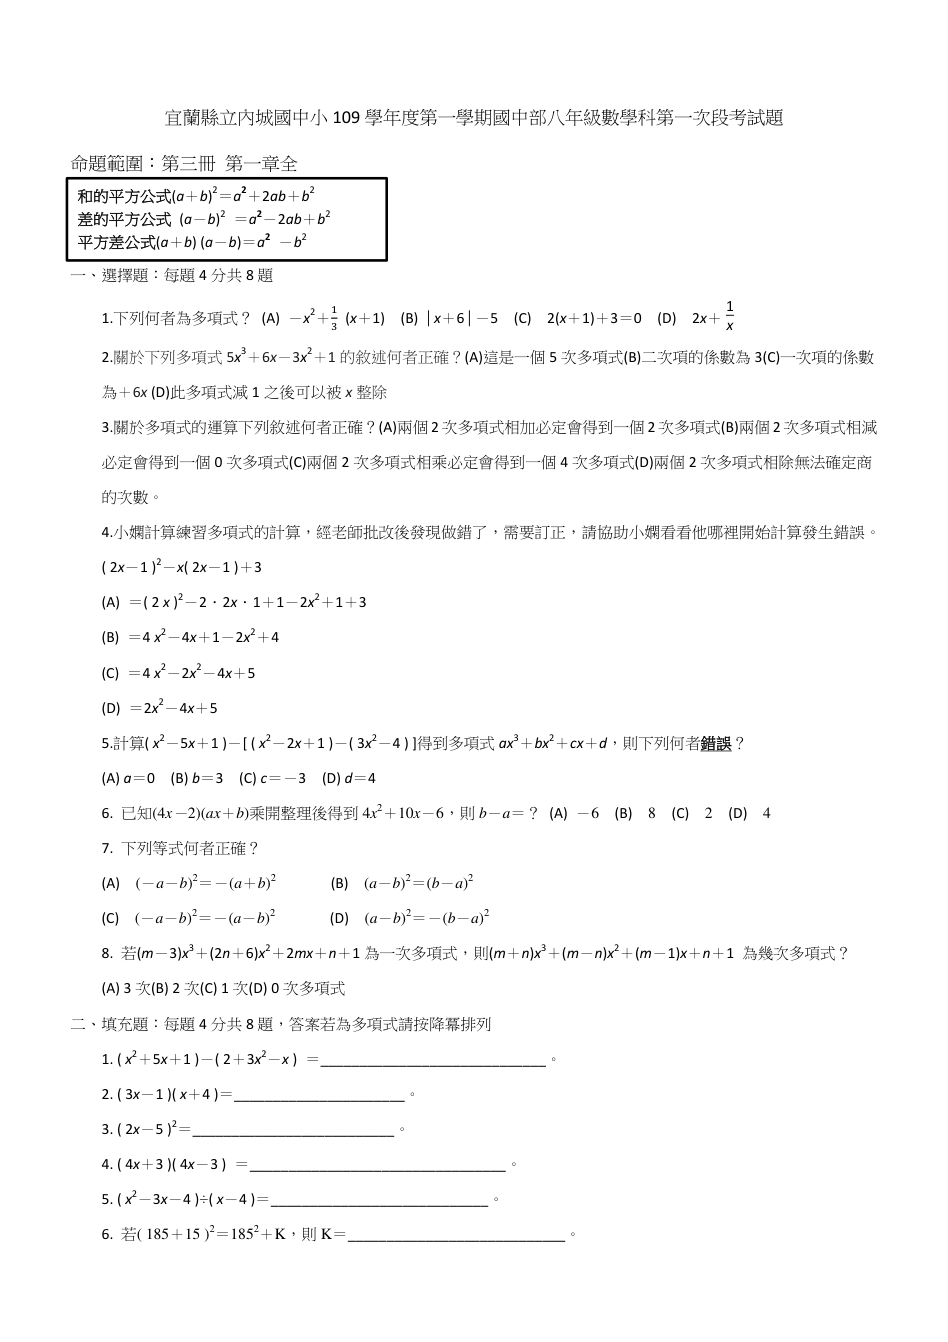 宜蘭縣立內城國中小 109 學年度第一學期國中部八年級數學科第一次段考試題
命題範圍：第三冊 第一章全
和的平方公式(a＋b)²＝a²＋2ab＋b²
差的平方公式 (a－b)² ＝a²－2ab＋b²
平方差公式(a＋b) (a－b)＝a² －b²
一、選擇題：每題 4 分共 8 題
1.下列何者為多項式？ (A) －x²＋1/3 (x＋1) (B)｜x＋6｜－5 (C) 2(x＋1)＋3＝0 (D) 2x＋ 1/x
2.關於下列多項式 5x³＋6x－3x²＋1 的敘述何者正確？(A)這是一個 5 次多項式(B)二次項的係數為 3(C)一次項的係數
為＋6x (D)此多項式減 1 之後可以被 x 整除
3.關於多項式的運算下列敘述何者正確？(A)兩個 2 次多項式相加必定會得到一個 2 次多項式(B)兩個 2 次多項式相減
必定會得到一個 0 次多項式(C)兩個 2 次多項式相乘必定會得到一個 4 次多項式(D)兩個 2 次多項式相除無法確定商
的次數。
4.小嫻計算練習多項式的計算，經老師批改後發現做錯了，需要訂正，請協助小嫻看看他哪裡開始計算發生錯誤。
( 2x－1 )²－x( 2x－1 )＋3
(A) ＝( 2 x )²－2．2x．1＋1－2x²＋1＋3
(B) ＝4 x²－4x＋1－2x²＋4
(C) ＝4 x²－2x²－4x＋5
(D) ＝2x²－4x＋5
5.計算( x²－5x＋1 )－[ ( x²－2x＋1 )－( 3x²－4 ) ]得到多項式 ax³＋bx²＋cx＋d，則下列何者錯誤？
(A) a＝0 (B) b＝3 (C) c＝－3 (D) d＝4
6. 已知(4x－2)(ax＋b)乘開整理後得到 4x²＋10x－6，則 b－a＝？ (A) －6 (B) 8 (C) 2 (D) 4
7. 下列等式何者正確？
(A) (－a－b)²＝－(a＋b)² (B) (a－b)²＝(b－a)²
(C) (－a－b)²＝－(a－b)² (D) (a－b)²＝－(b－a)²
8. 若(m－3)x³＋(2n＋6)x²＋2mx＋n＋1 為一次多項式，則(m＋n)x³＋(m－n)x²＋(m－1)x＋n＋1 為幾次多項式？
(A) 3 次(B) 2 次(C) 1 次(D) 0 次多項式
二、填充題：每題 4 分共 8 題，答案若為多項式請按降冪排列
1. ( x²＋5x＋1 )－( 2＋3x²－x ) ＝____________________________。
2. ( 3x－1 )( x＋4 )＝_____________________。
3. ( 2x－5 )²＝_________________________。
4. ( 4x＋3 )( 4x－3 ) ＝________________________________。
5. ( x²－3x－4 )÷( x－4 )＝___________________________。
6. 若( 185＋15 )²＝185²＋K，則 K＝___________________________。